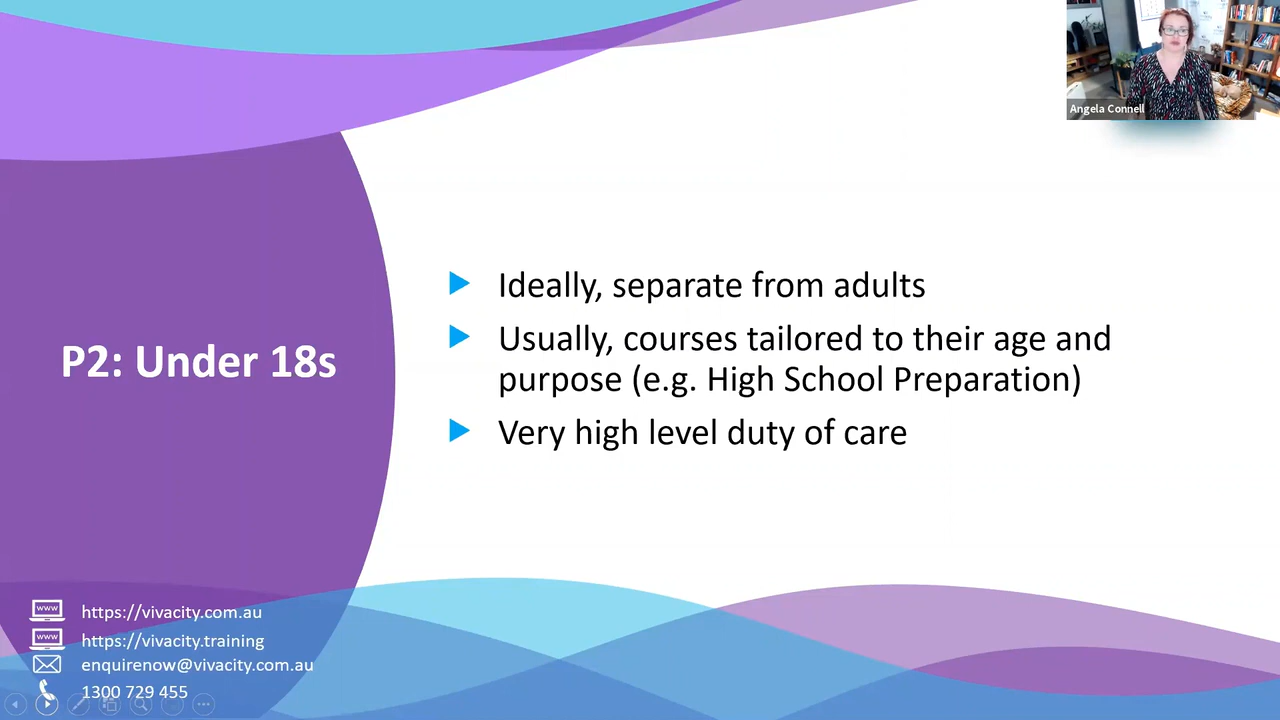 Angela Connell
P2: Under 18s
Ideally, separate from adults
Usually, courses tailored to their age and
purpose (e.g. High School Preparation)
Very high level duty of care
www https://vivacity.com.au
www https://vivacity.training
enquirenow@vivacity.com.au
1300 729 455